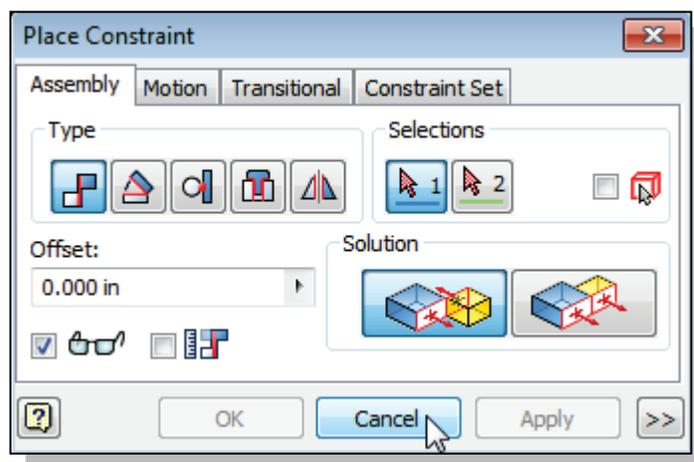 Place Constraint
Assembly Motion Transitional Constraint Set
Type Selections
1 2
Offset: Solution
0.000 in
OK Cancel Apply >>